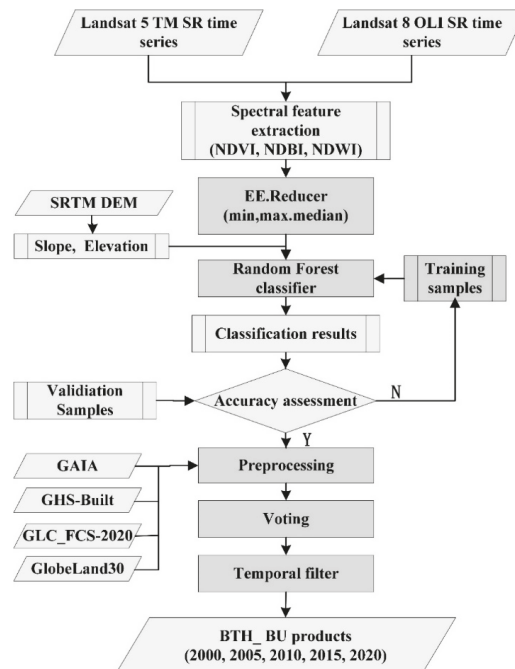 Landsat 5 TM SR time
series
Landsat 8 OLI SR time
series
Spectral feature
extraction
(NDVI, NDBI, NDWI)
EE.Reducer
(min,max.median)
SRTM DEM
Slope, Elevation
Random Forest
classifier
Training
samples
Classification results
Validiation
Samples
Accuracy assessment
N
Y
GAIA
Preprocessing
GHS-Built
Voting
GLC_FCS-2020
GlobeLand30
Temporal filter
BTH_ BU products
(2000, 2005, 2010, 2015, 2020)